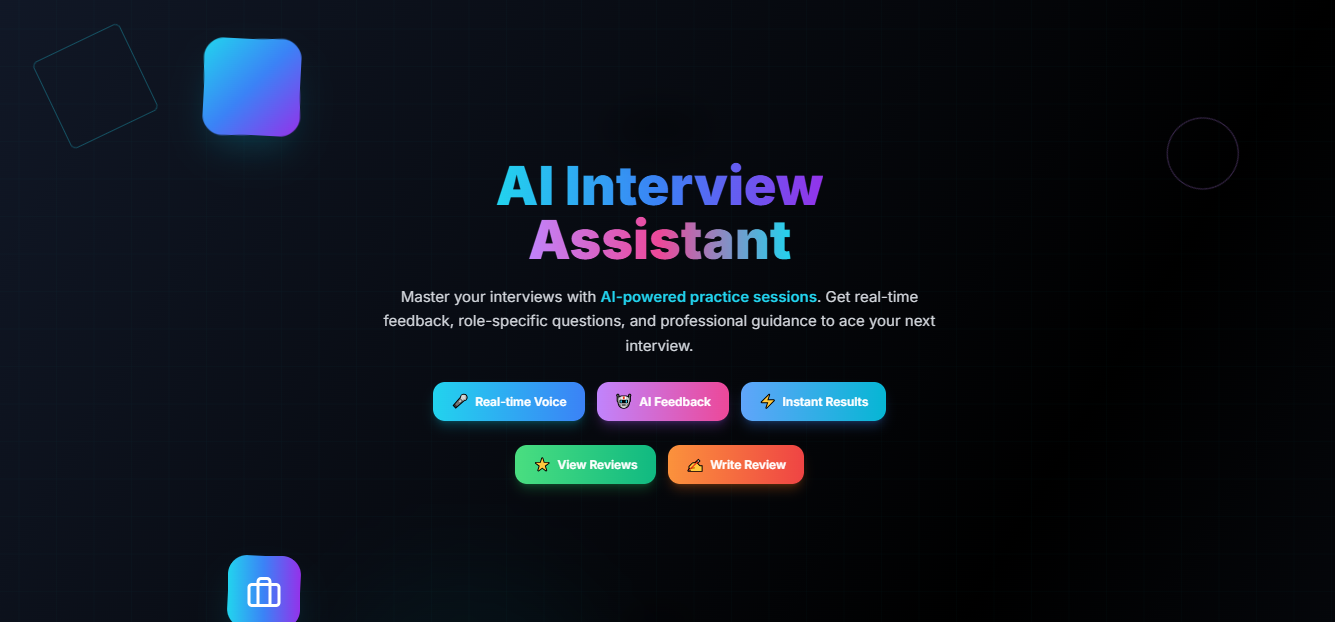 AI Interview
Assistant
Master your interviews with AI-powered practice sessions. Get real-time
feedback, role-specific questions, and professional guidance to ace your next
interview.
Real-time Voice
AI Feedback
Instant Results
View Reviews
Write Review